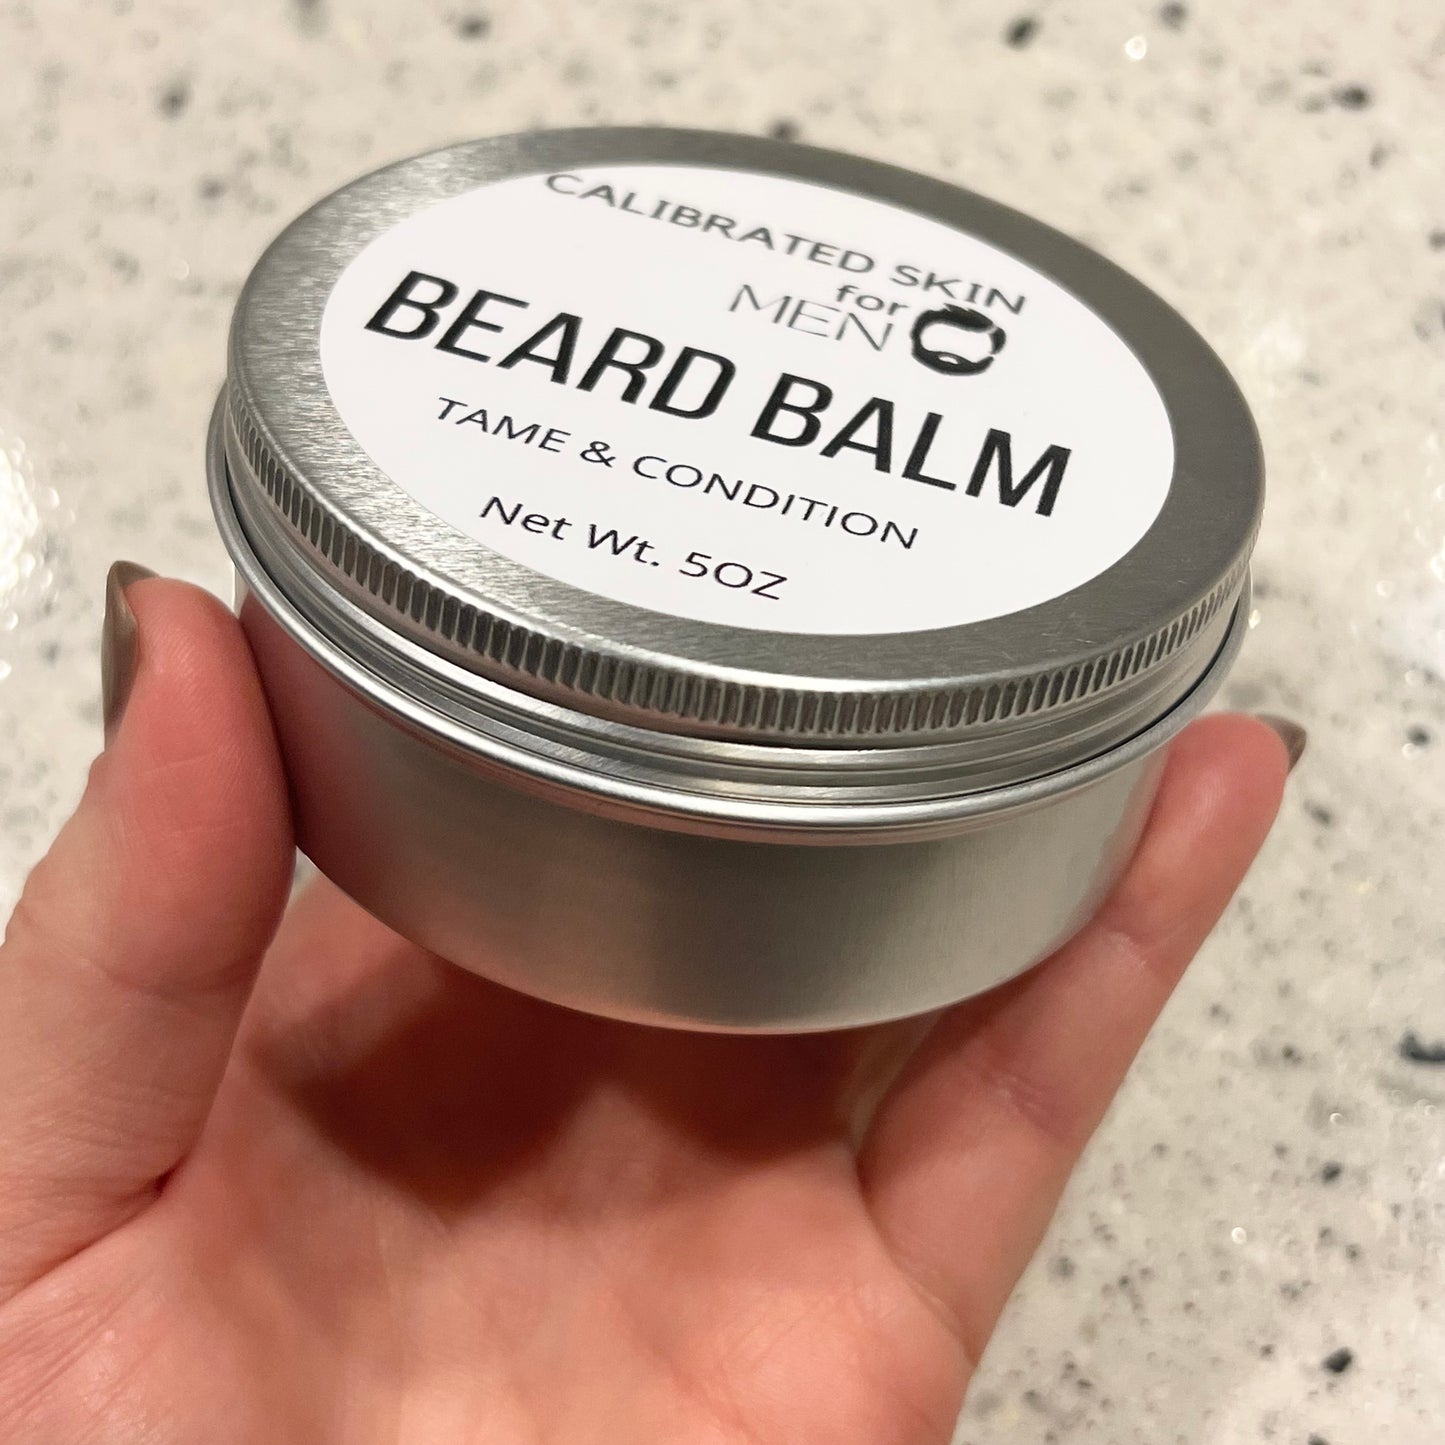 CALIBRATED SKIN
for
MEN
BEARD BALM
TAME & CONDITION
Net Wt. 5OZ